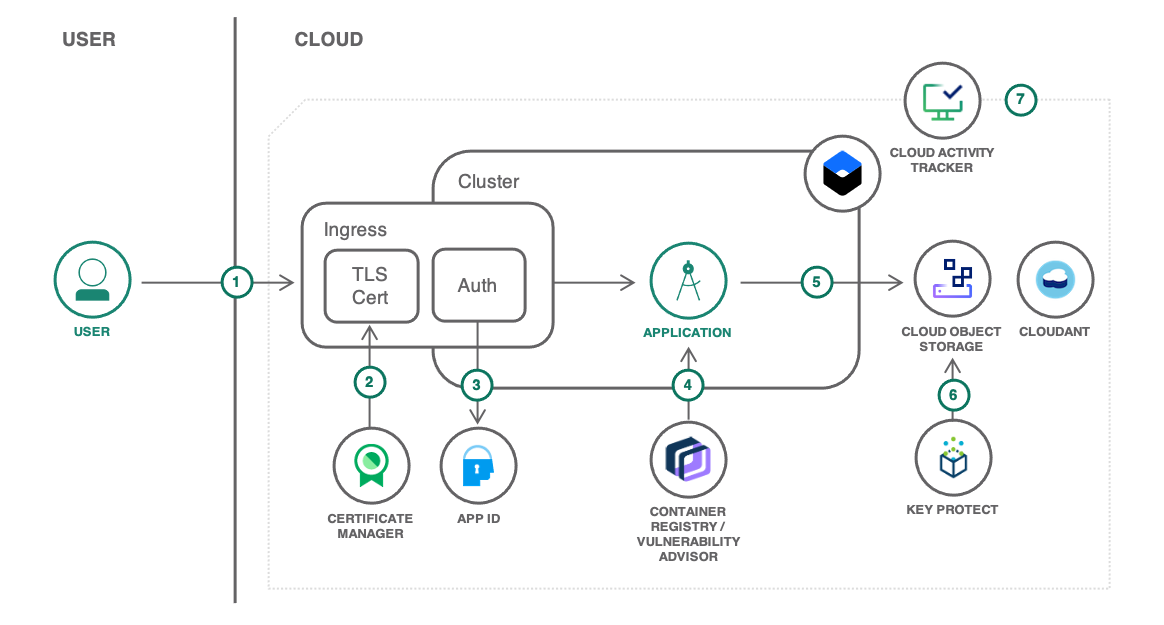 USER
CLOUD
7
CLOUD ACTIVITY
TRACKER
Cluster
Ingress
TLS
Cert
Auth
1
5
USER
APPLICATION
CLOUD OBJECT
STORAGE
CLOUDANT
2
3
4
6
CERTIFICATE
MANAGER
APP ID
CONTAINER
REGISTRY /
VULNERABILITY
ADVISOR
KEY PROTECT